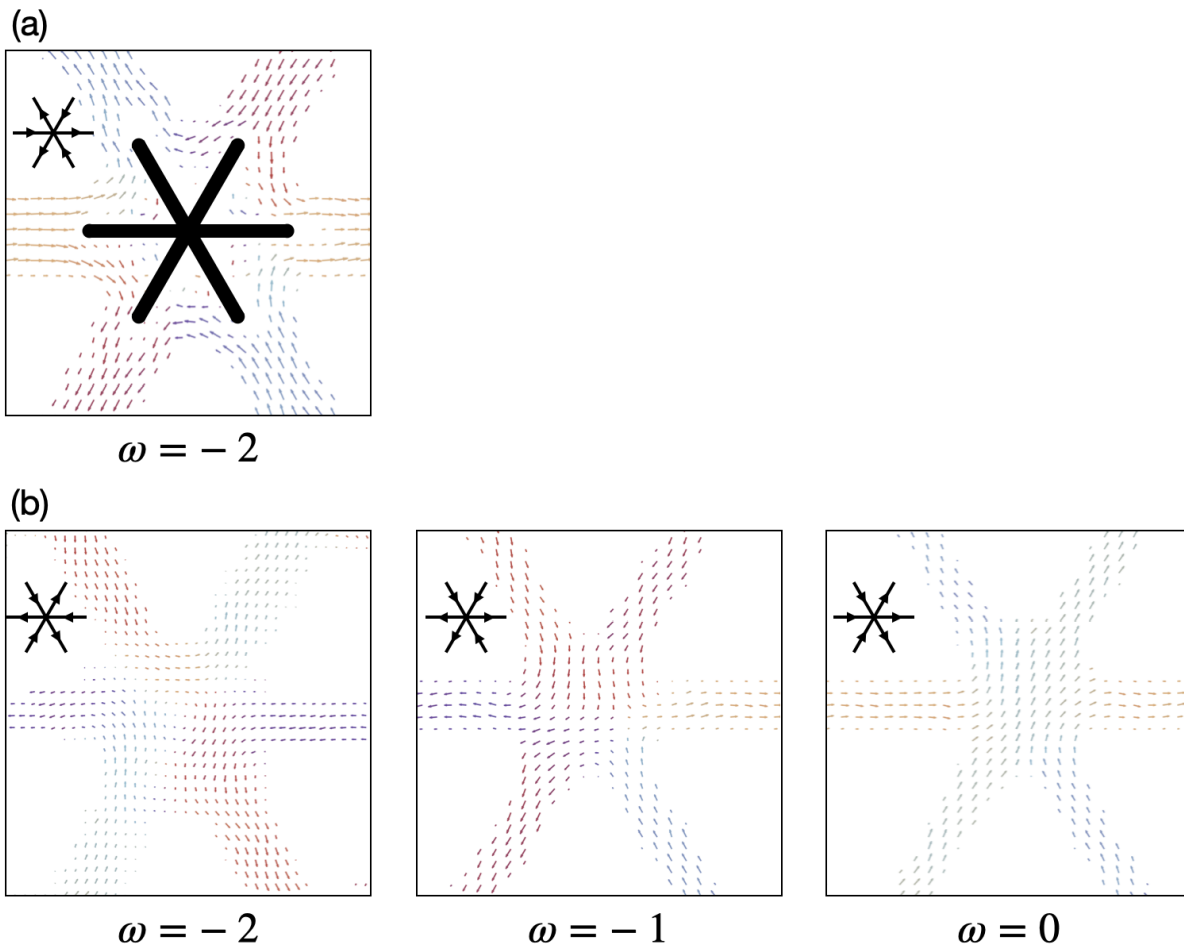 (a)
ω = − 2
(b)
ω = − 2
ω = − 1
ω = 0